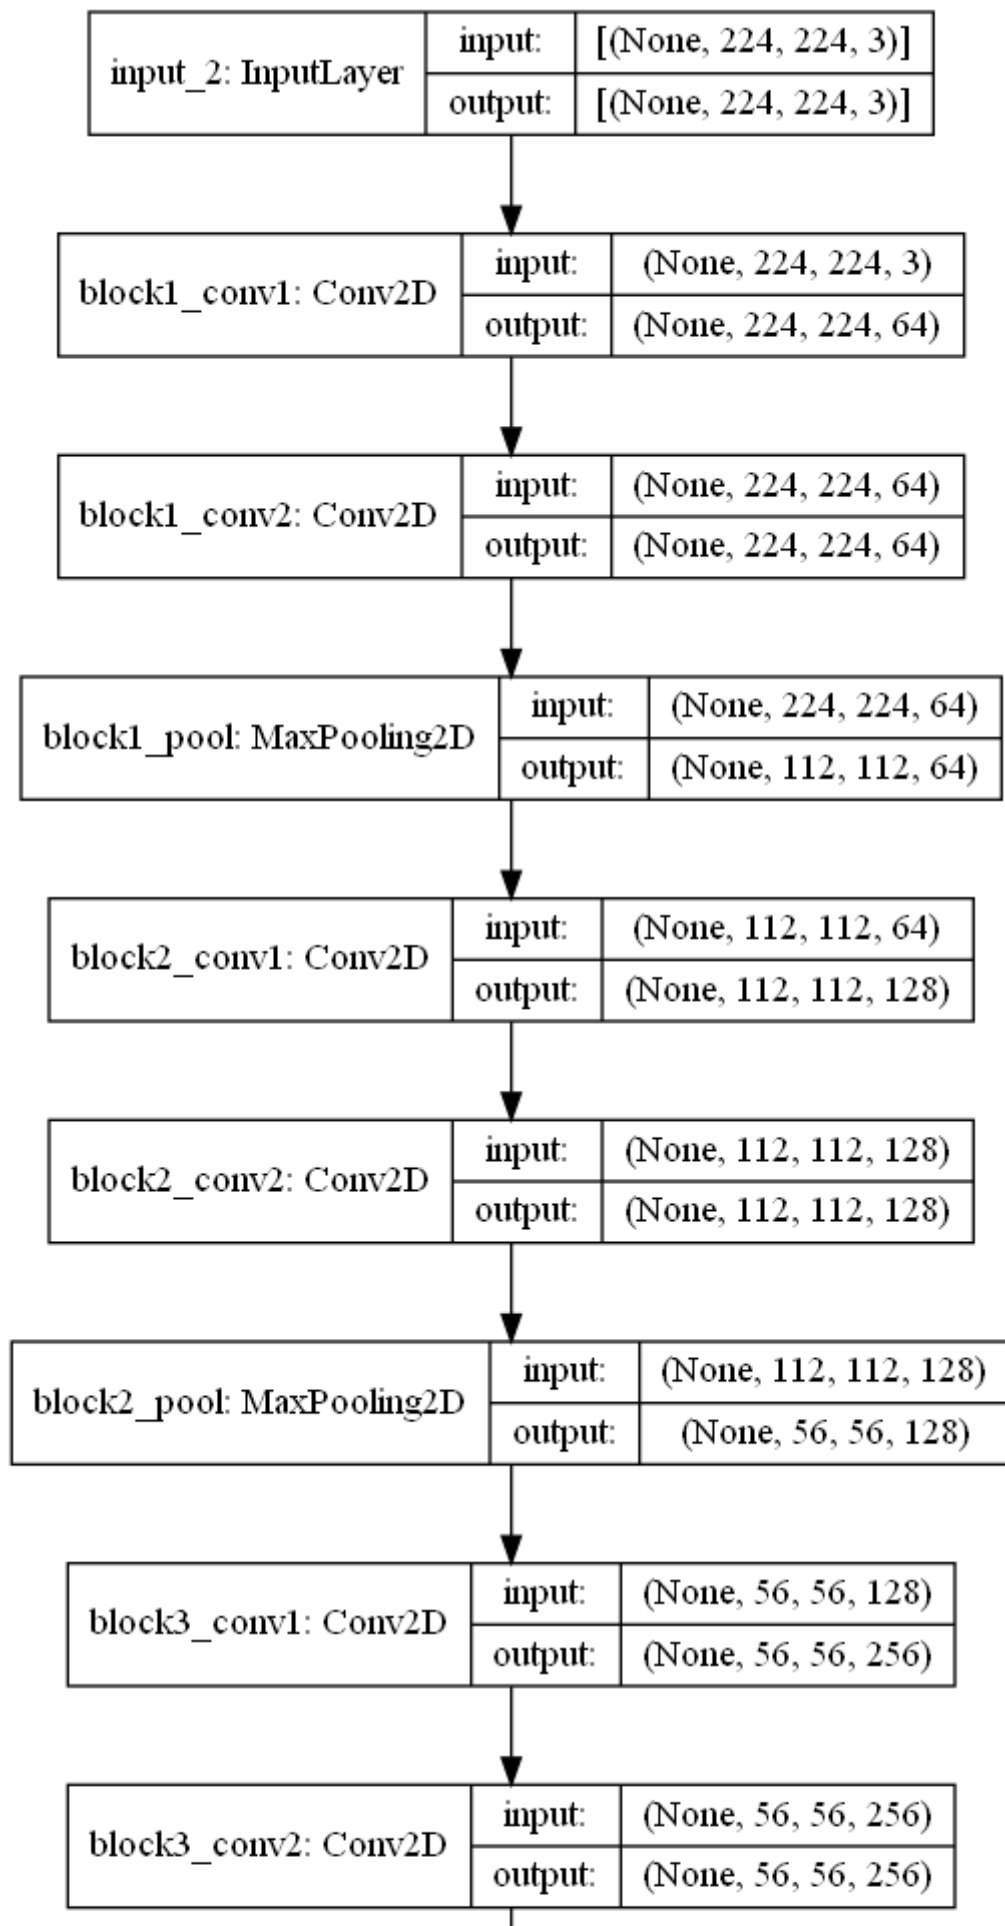 input_2: InputLayer
input: [(None, 224, 224, 3)]
output: [(None, 224, 224, 3)]
block1_conv1: Conv2D
input: (None, 224, 224, 3)
output: (None, 224, 224, 64)
block1_conv2: Conv2D
input: (None, 224, 224, 64)
output: (None, 224, 224, 64)
block1_pool: MaxPooling2D
input: (None, 224, 224, 64)
output: (None, 112, 112, 64)
block2_conv1: Conv2D
input: (None, 112, 112, 64)
output: (None, 112, 112, 128)
block2_conv2: Conv2D
input: (None, 112, 112, 128)
output: (None, 112, 112, 128)
block2_pool: MaxPooling2D
input: (None, 112, 112, 128)
output: (None, 56, 56, 128)
block3_conv1: Conv2D
input: (None, 56, 56, 128)
output: (None, 56, 56, 256)
block3_conv2: Conv2D
input: (None, 56, 56, 256)
output: (None, 56, 56, 256)